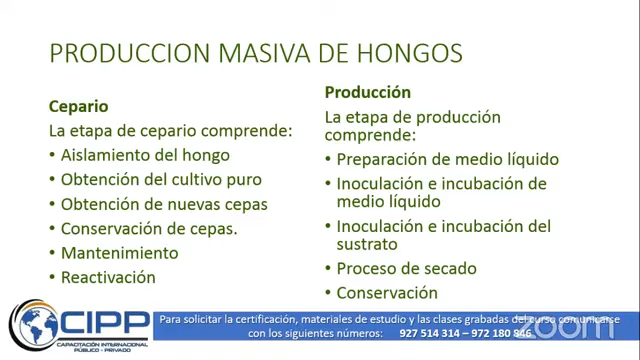 PRODUCCION MASIVA DE HONGOS
Cepario
La etapa de cepario comprende:
• Aislamiento del hongo
• Obtención del cultivo puro
• Obtención de nuevas cepas
• Conservación de cepas.
• Mantenimiento
• Reactivación
Producción
La etapa de producción
comprende:
• Preparación de medio líquido
• Inoculación e incubación de
medio líquido
• Inoculación e incubación del
sustrato
• Proceso de secado
• Conservación
CIPP
CAPACITACIÓN INTERNACIONAL
PÚBLICO - PRIVADO
Para solicitar la certificación, materiales de estudio y las clases grabadas del curso comunicarse
con los siguientes números: 927 514 314 – 972 180 846
zoom